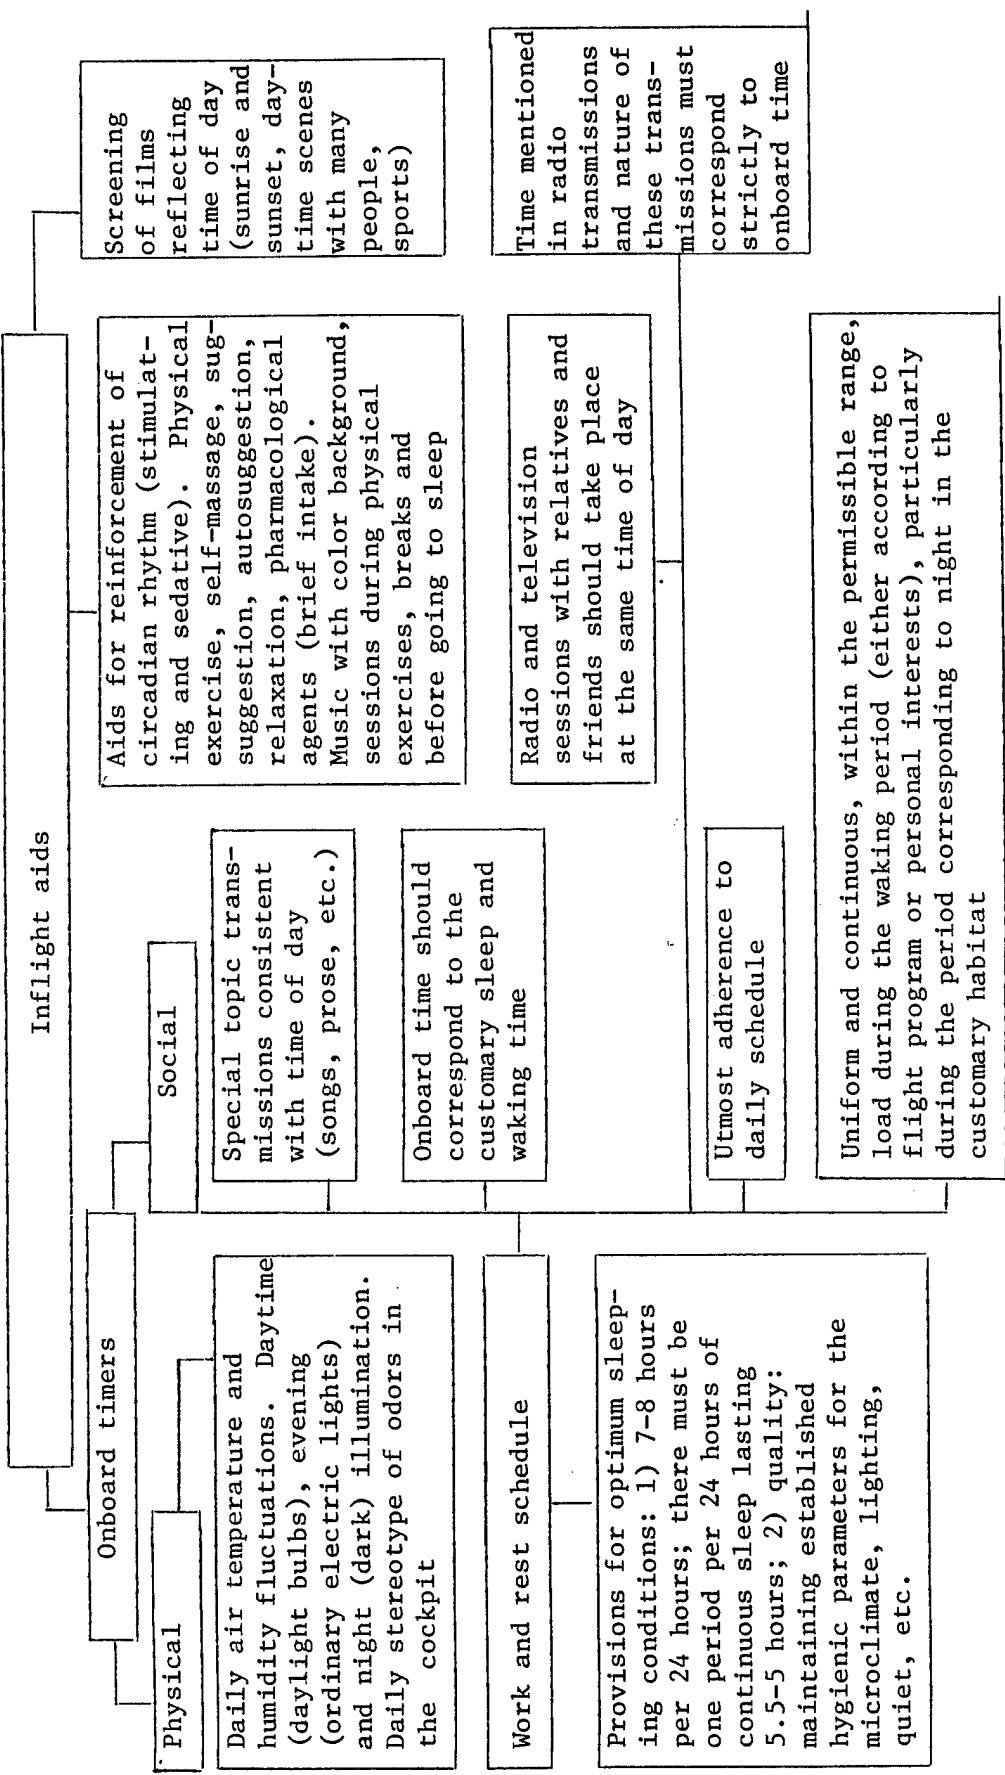 Inflight aids
Onboard timers
Physical
Social
Daily air temperature and
humidity fluctuations. Daytime
(daylight bulbs), evening
(ordinary electric lights)
and night (dark) illumination.
Daily stereotype of odors in
the cockpit
Special topic trans-
missions consistent
with time of day
(songs, prose, etc.)
Aids for reinforcement of
circadian rhythm (stimulat-
ing and sedative). Physical
exercise, self-massage, sug-
suggestion, autosuggestion,
relaxation, pharmacological
agents (brief intake).
Music with color background,
sessions during physical
exercises, breaks and
before going to sleep
Screening
of films
reflecting
time of day
(sunrise and
sunset, day-
time scenes
with many
people,
sports)
Work and rest schedule
Onboard time should
correspond to the
customary sleep and
waking time
Radio and television
sessions with relatives and
friends should take place
at the same time of day
Time mentioned
in radio
transmissions
and nature of
these trans-
missions must
correspond
strictly to
onboard time
Provisions for optimum sleep-
ing conditions: 1) 7-8 hours
per 24 hours; there must be
one period per 24 hours of
continuous sleep lasting
5.5-5 hours; 2) quality:
maintaining established
hygienic parameters for the
microclimate, lighting,
quiet, etc.
Utmost adherence to
daily schedule
Uniform and continuous, within the permissible range,
load during the waking period (either according to
flight program or personal interests), particularly
during the period corresponding to night in the
customary habitat